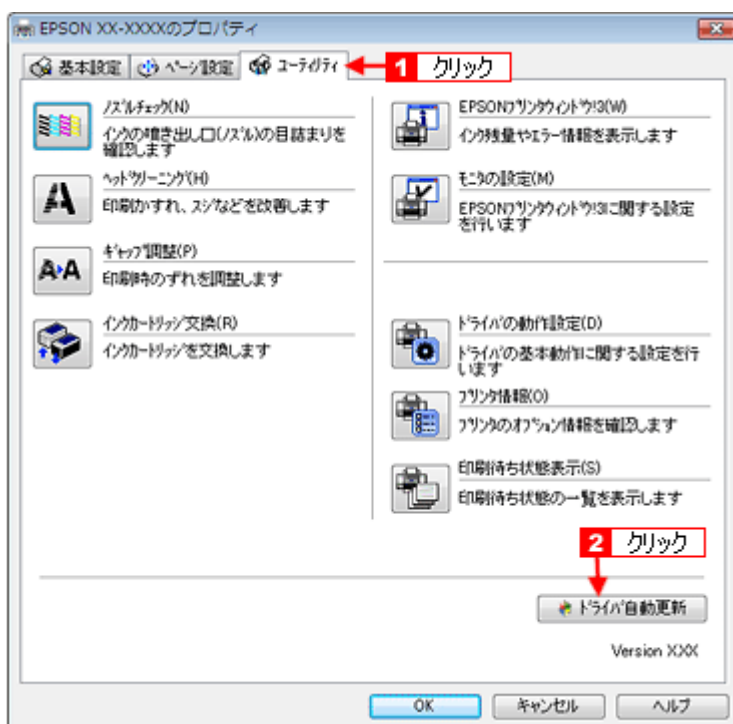 EPSON XX-XXXXのプロパティ
基本設定
ページ設定
ユーティリティ
1 クリック
ノズルチェック(N)
インクの噴き出し口(ノズル)の目詰まりを
確認します
ヘッドクリーニング(H)
印刷かすれ、スジなどを改善します
ギャップ調整(P)
印刷時のずれを調整します
インクカートリッジ交換(R)
インクカートリッジを交換します
EPSONプリンタウィンドウ!3(W)
インク残量やエラー情報を表示します
モニタの設定(M)
EPSONプリンタウィンドウ!3に関する設定
を行います
ドライバの動作設定(D)
ドライバの基本動作に関する設定を行
います
プリンタ情報(O)
プリンタのオプション情報を確認します
印刷待ち状態表示(S)
印刷待ち状態の一覧を表示します
2 クリック
ドライバ自動更新
Version X.XX
OK
キャンセル
ヘルプ